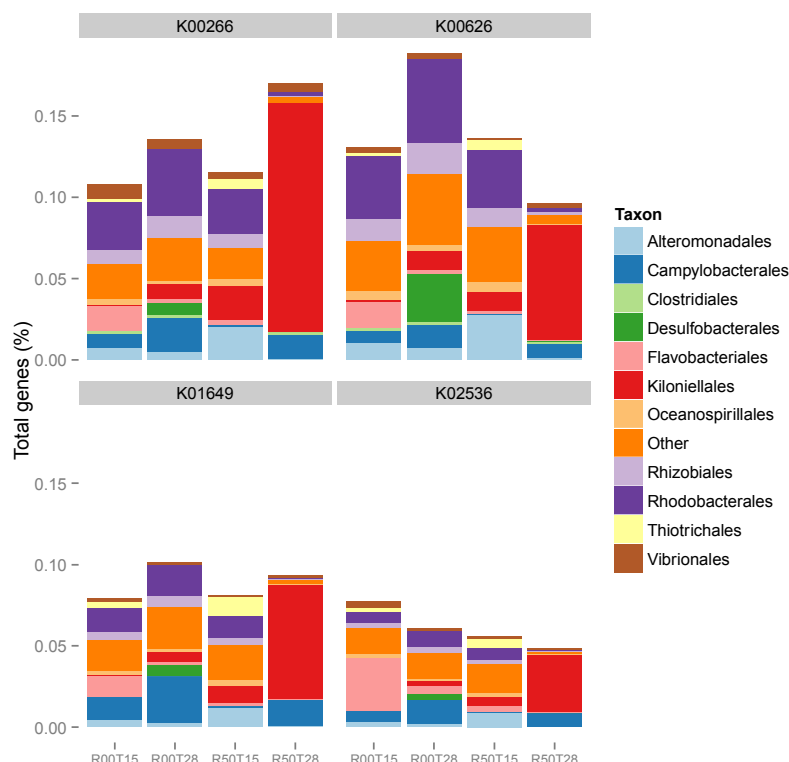 K00266 K00626
0.15
0.10
0.05
0.00
Total genes (%)
K01649 K02536
0.15
0.10
0.05
0.00
R00T15 R00T28 R50T15 R50T28 R00T15 R00T28 R50T15 R50T28
Taxon
Alteromonadales
Campylobacterales
Clostridiales
Desulfobacterales
Flavobacteriales
Kiloniellales
Oceanospirillales
Other
Rhizobiales
Rhodobacterales
Thiotrichales
Vibrionales